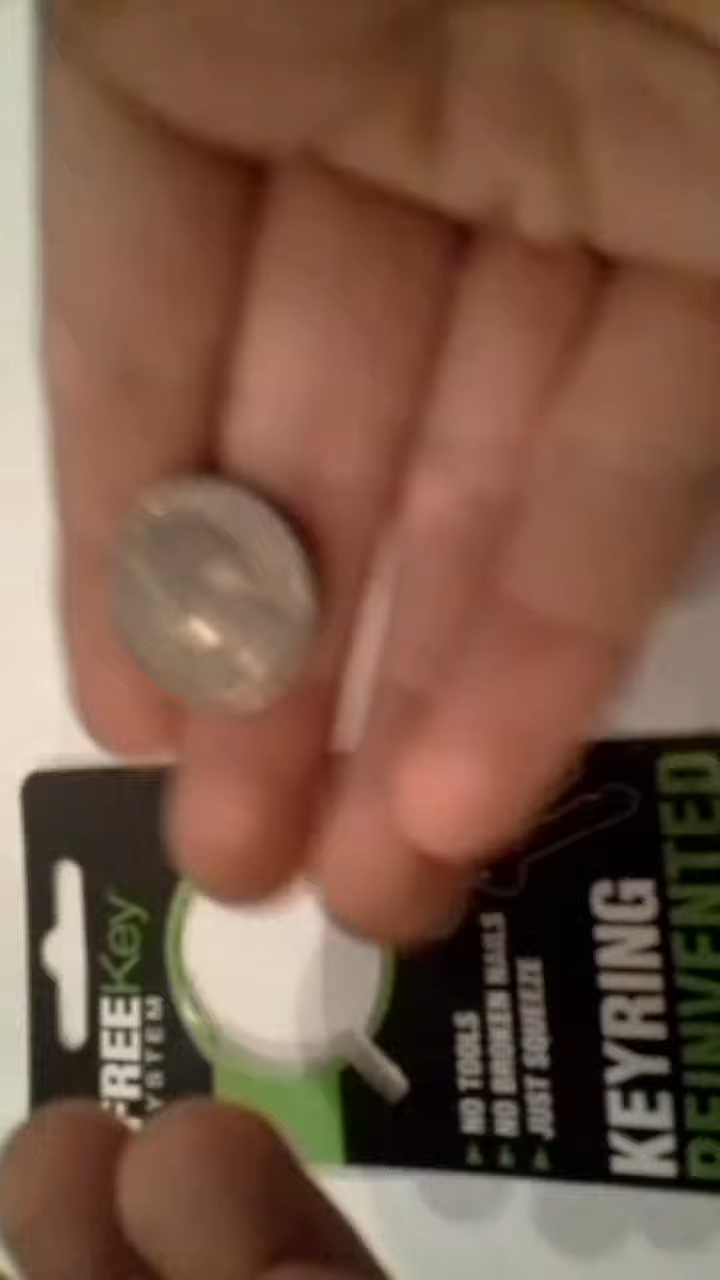 FREEKey
SYSTEM
NO TOOLS
NO BROKEN NAILS
JUST SQUEEZE
KEYRING
REINVENTED